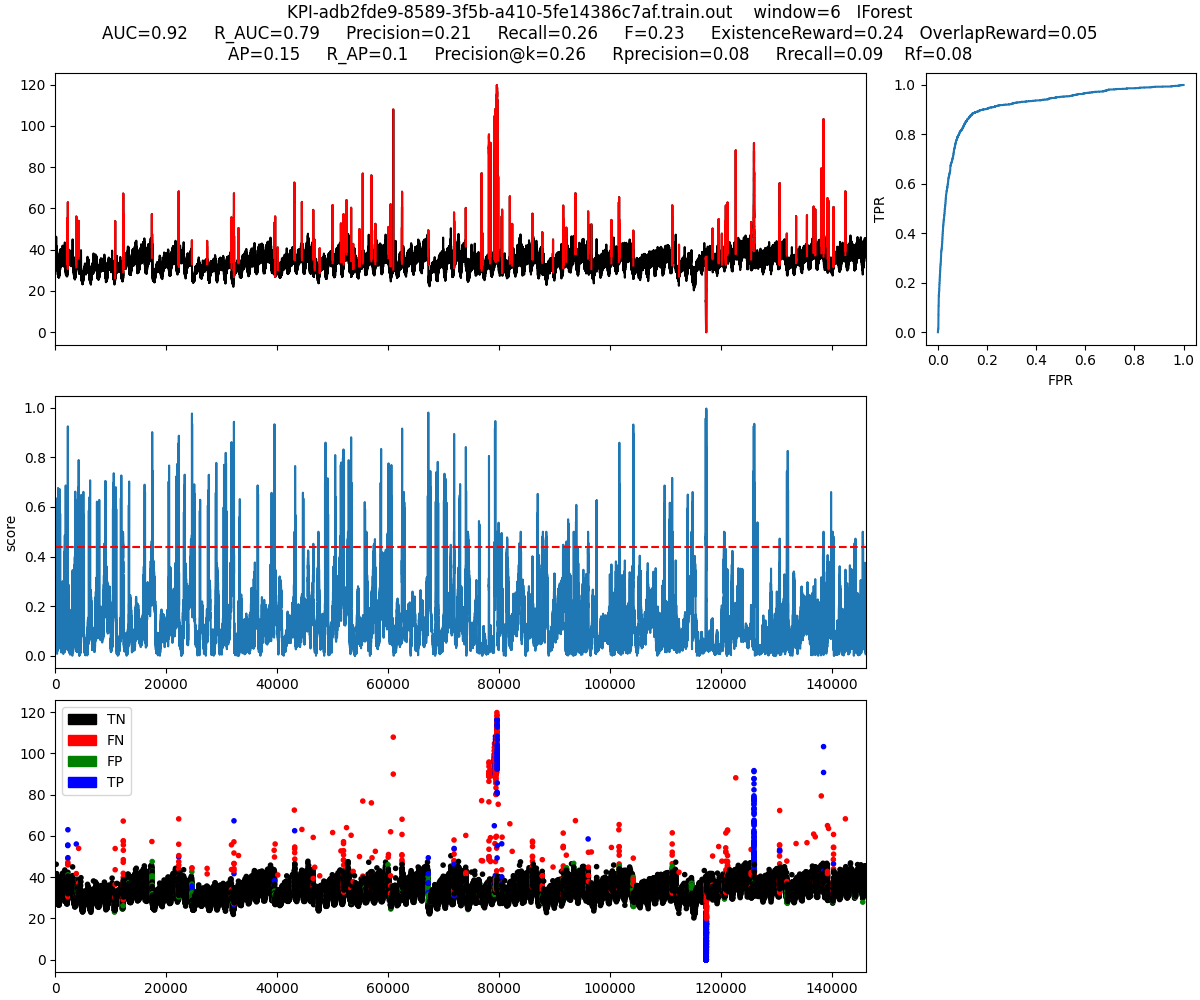 KPI-adb2fde9-8589-3f5b-a410-5fe14386c7af.train.out window=6 IForest
AUC=0.92 R_AUC=0.79 Precision=0.21 Recall=0.26 F=0.23 ExistenceReward=0.24 OverlapReward=0.05
AP=0.15 R_AP=0.1 Precision@k=0.26 Rprecision=0.08 Rrecall=0.09 Rf=0.08
120
100
80
60
40
20
0
1.0
0.8
0.6
0.4
0.2
0.0
TPR
0.0 0.2 0.4 0.6 0.8 1.0
FPR
1.0
0.8
0.6
0.4
0.2
0.0
score
0 20000 40000 60000 80000 100000 120000 140000
120
100
80
60
40
20
0
TN
FN
FP
TP
0 20000 40000 60000 80000 100000 120000 140000